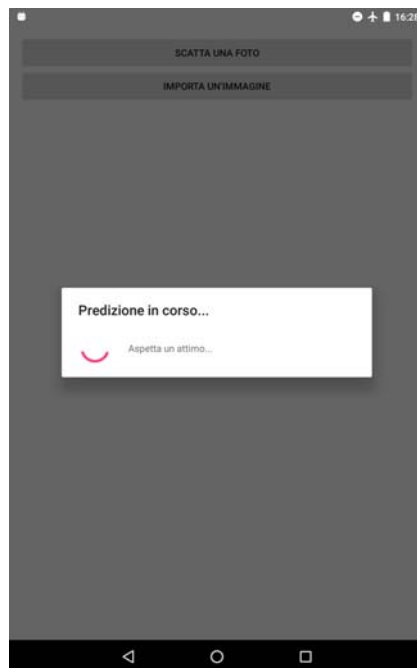 16:28
SCATTA UNA FOTO
IMPORTA UN'IMMAGINE
Predizione in corso...
Aspetta un attimo...